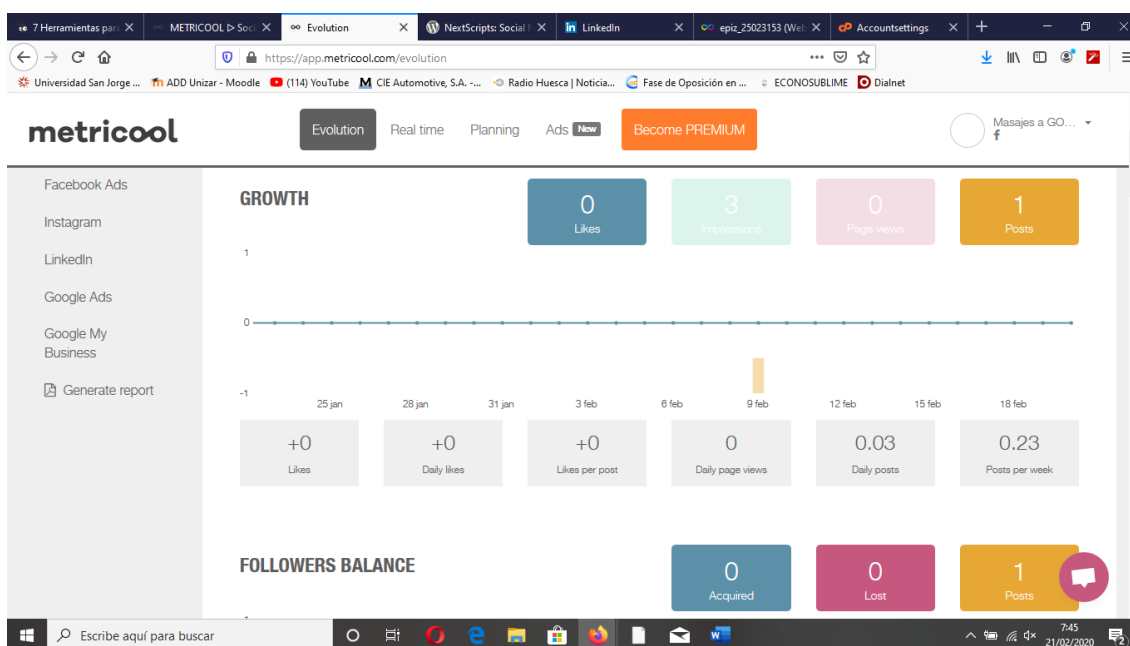 7 Herramientas para
METRICOOL ▷ Soci
Evolution
NextScripts: Social
LinkedIn
epiz_25023153 (Web
Accountsettings
https://app.metricool.com/evolution
Universidad San Jorge ...
ADD Unizar - Moodle
(114) YouTube
CIE Automotive, S.A. -...
Radio Huesca | Noticia...
Fase de Oposición en ...
ECONOSUBLIME
Dialnet
metricool
Evolution
Real time
Planning
Ads New
Become PREMIUM
Masajes a GO...
Facebook Ads
Instagram
LinkedIn
Google Ads
Google My
Business
Generate report
GROWTH
0
Likes
3
Impressions
0
Page views
1
Posts
1
0
-1
25 jan
28 jan
31 jan
3 feb
6 feb
9 feb
12 feb
15 feb
18 feb
+0
Likes
+0
Daily likes
+0
Likes per post
0
Daily page views
0.03
Daily posts
0.23
Posts per week
FOLLOWERS BALANCE
0
Acquired
0
Lost
1
Posts
Escribe aquí para buscar
7:45
21/02/2020
2